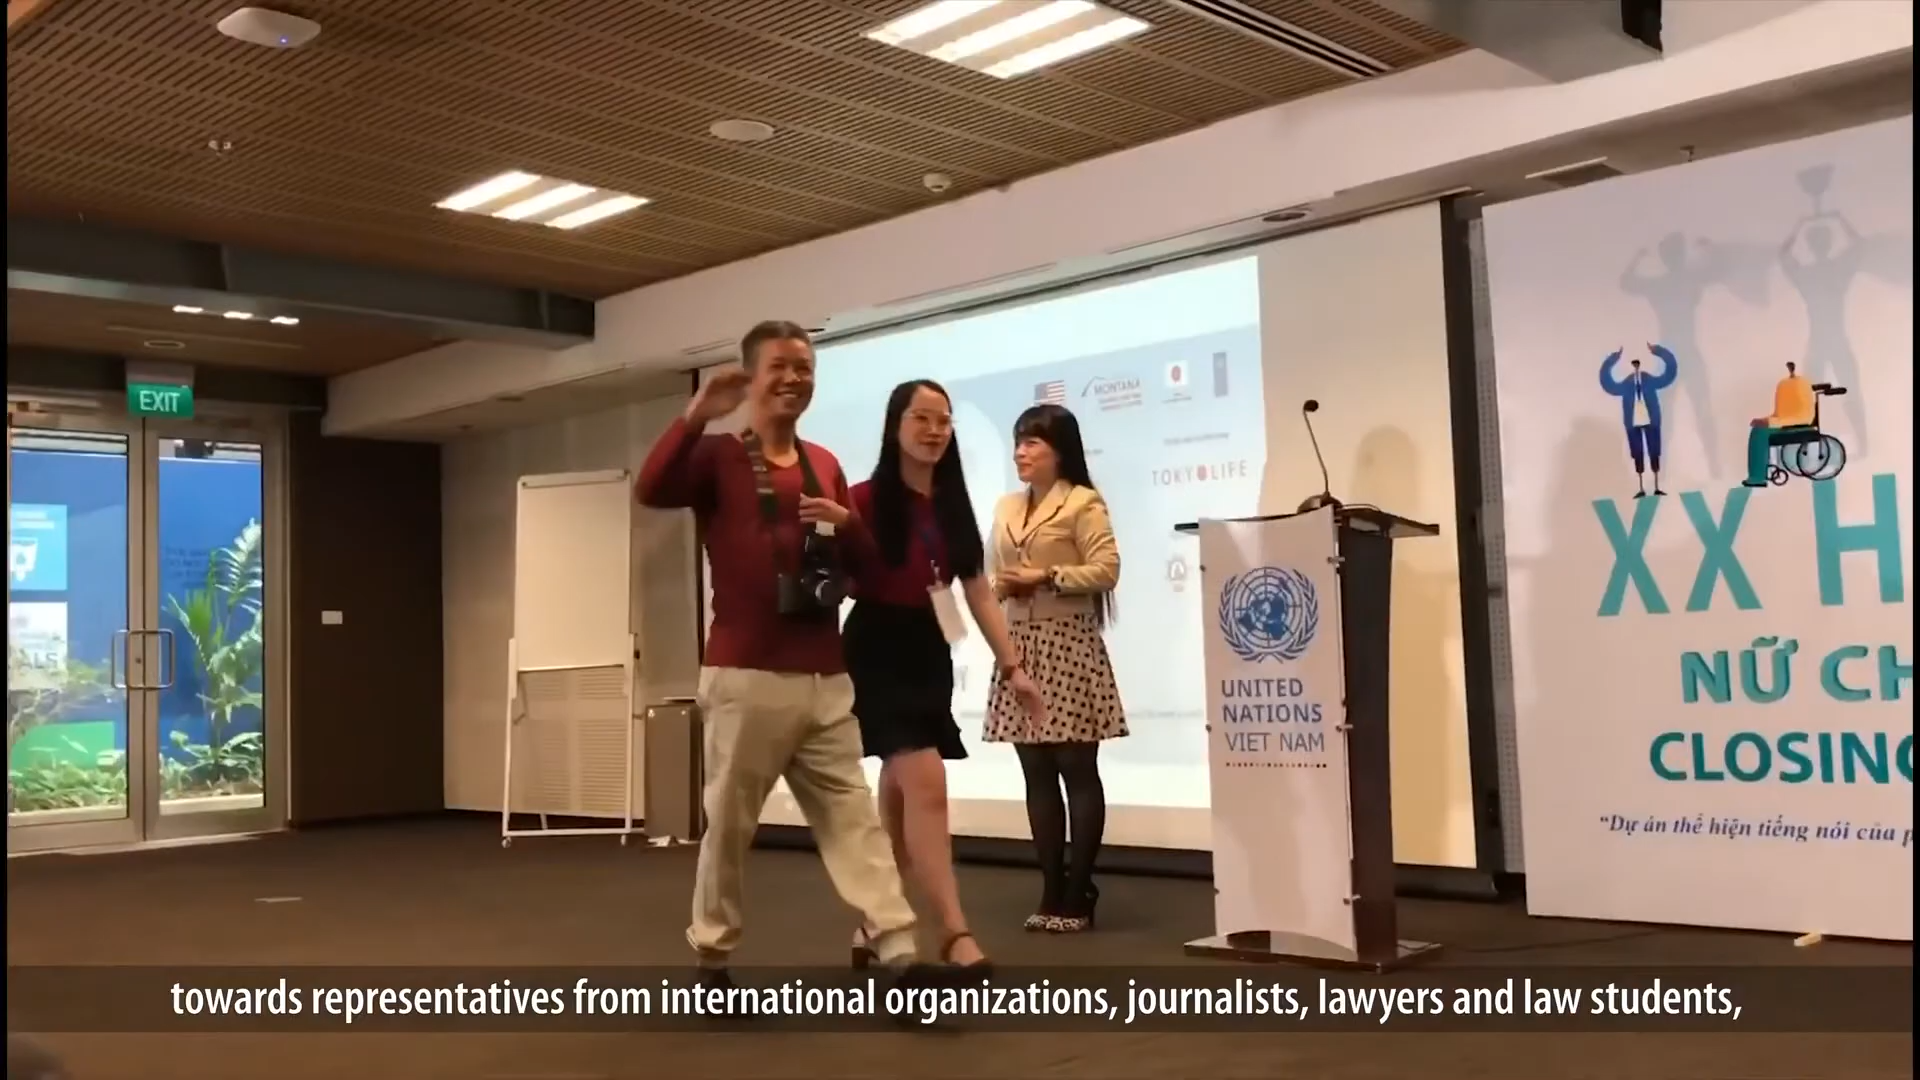 EXIT
MONTANA
TOKYOLIFE
UNITED
NATIONS
VIET NAM
XX H
NỮ CH
CLOSING
“Dự án thể hiện tiếng nói của p
ALS
towards representatives from international organizations, journalists, lawyers and law students,